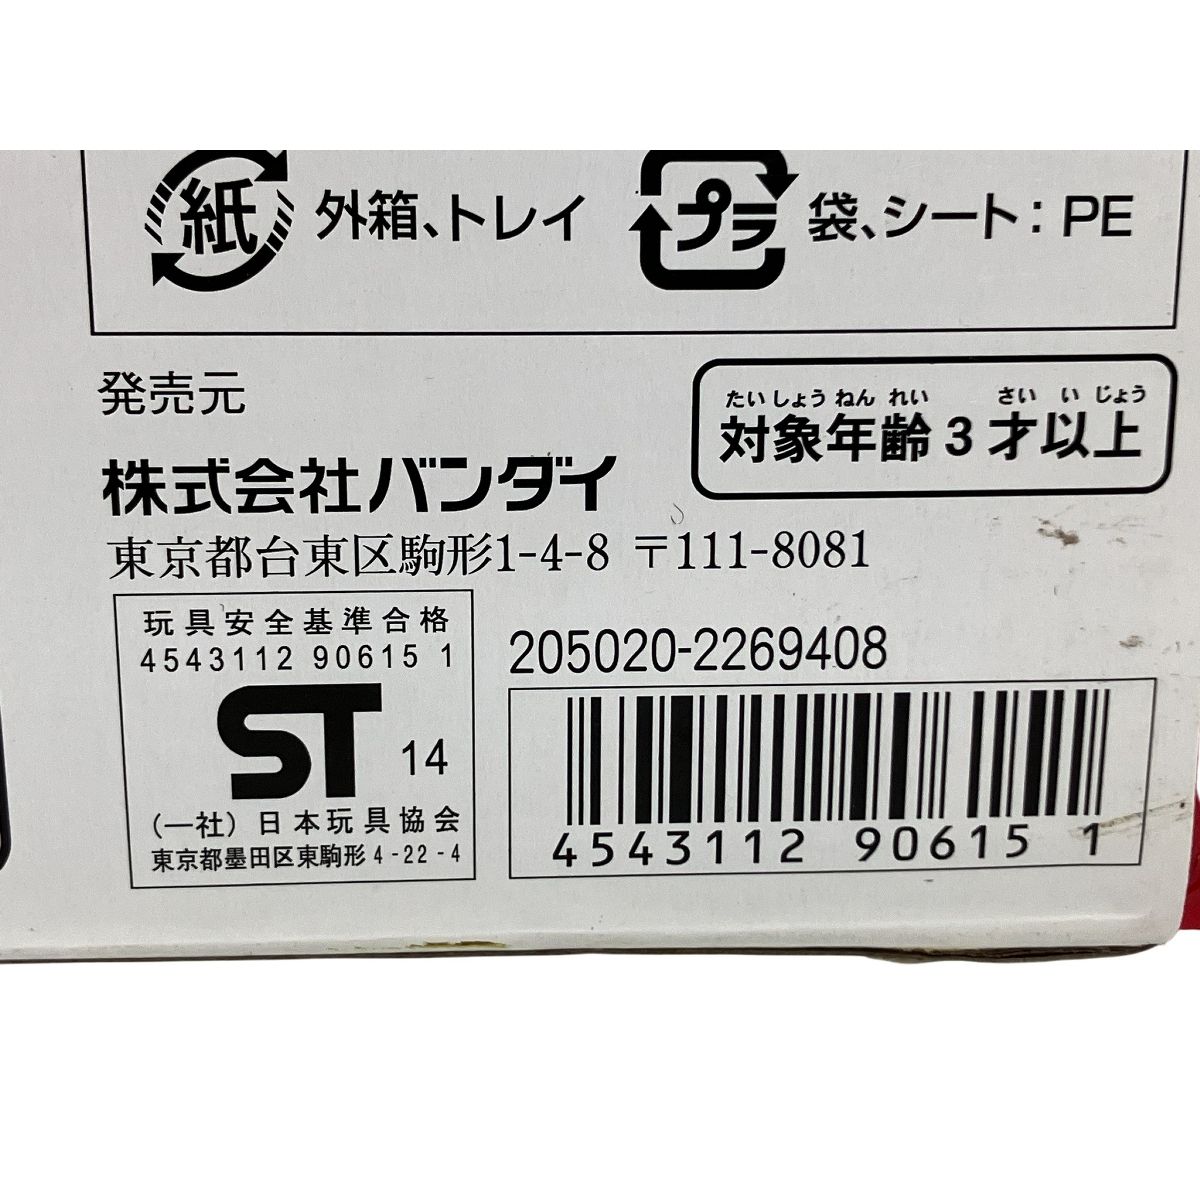 紙 外箱、トレイ プラ 袋、シート：PE
発売元
株式会社バンダイ
東京都台東区駒形1-4-8 〒111-8081
たいしょうねんれい さい い じょう
対象年齢3才以上
玩具安全基準合格
4543112 90615 1
ST 14
(一社) 日本玩具協会
東京都墨田区東駒形4-22-4
205020-2269408
4543112 90615 1